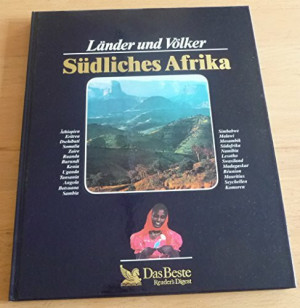 Länder und Völker
Südliches Afrika
Äthiopien
Eritrea
Dschibuti
Somalia
Zaire
Ruanda
Burundi
Kenia
Uganda
Tansania
Angola
Botswana
Sambia
Simbabwe
Malawi
Mosambik
Südafrika
Namibia
Lesotho
Swasiland
Madagaskar
Réunion
Mauritius
Seychellen
Komoren
Das Beste
Reader's Digest